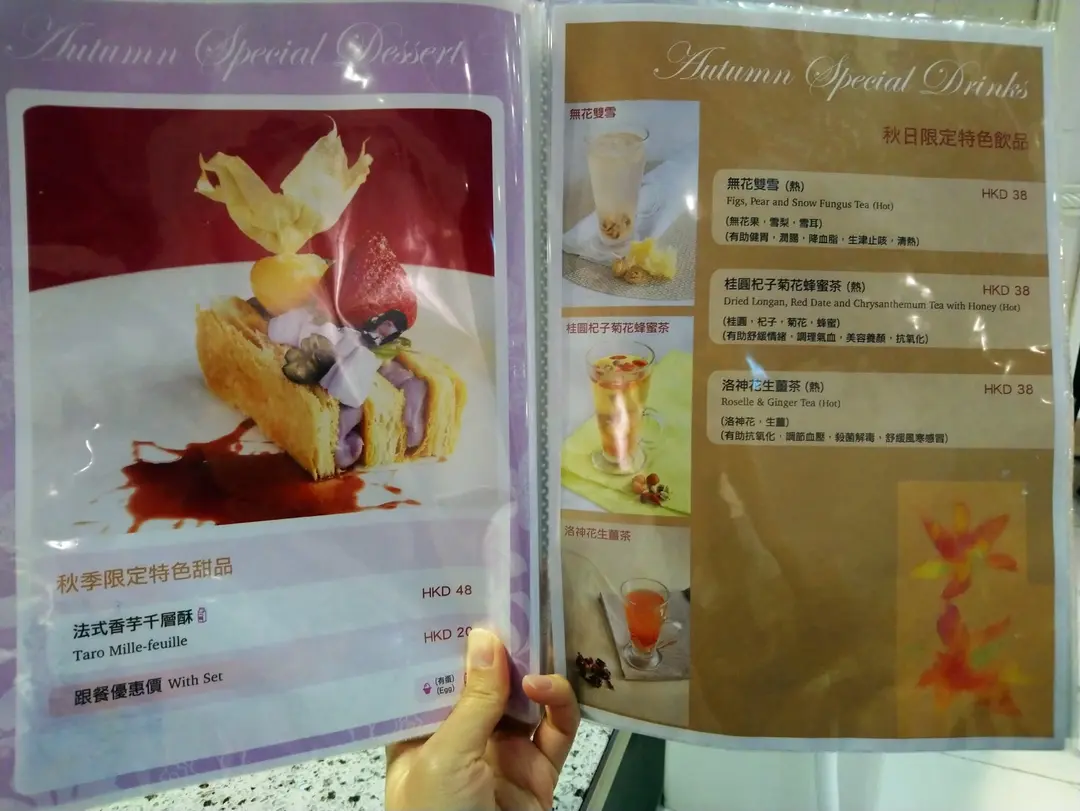 Autumn Special Dessert
秋季限定特色甜品
HKD 48
法式香芋千層酥
Taro Mille-feuille
HKD 20
跟餐優惠價 With Set
(有蛋)
(Egg)
Autumn Special Drinks
秋日限定特色飲品
無花雙雪
無花雙雪 (熱)
HKD 38
Figs, Pear and Snow Fungus Tea (Hot)
(無花果，雪梨，雪耳)
(有助健胃，潤腸，降血脂，生津止咳，清熱)
桂圓杞子菊花蜂蜜茶
桂圓杞子菊花蜂蜜茶 (熱)
HKD 38
Dried Longan, Red Date and Chrysanthemum Tea with Honey (Hot)
(桂圓，杞子，菊花，蜂蜜)
(有助舒緩情緒，調理氣血，美容養顏，抗氧化)
洛神花生薑茶 (熱)
HKD 38
Roselle & Ginger Tea (Hot)
(洛神花，生薑)
(有助抗氧化，調節血壓，殺菌解毒，舒緩風寒感冒)
洛神花生薑茶